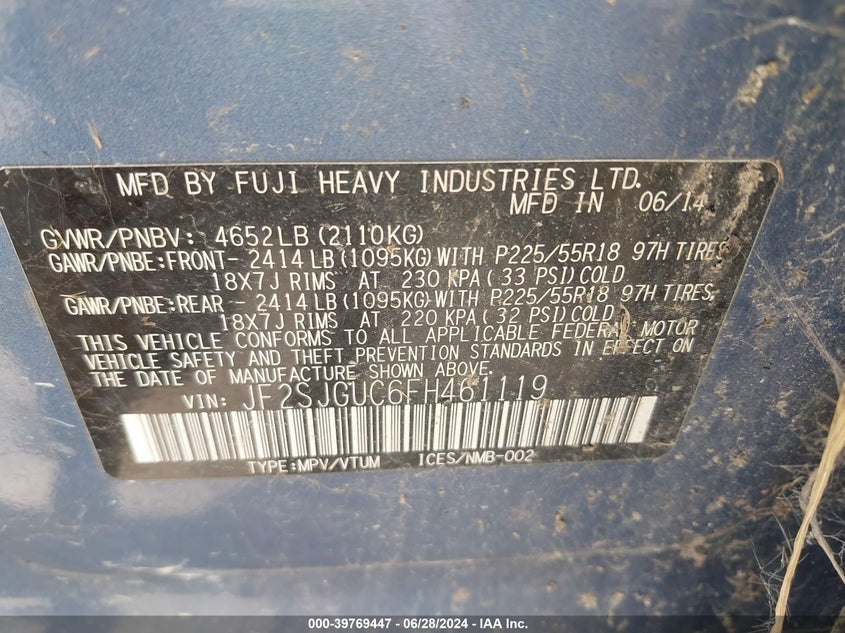 MFD BY FUJI HEAVY INDUSTRIES LTD.
MFD IN 06/14
GVWR/PNBV: 4652LB (2110KG)
GAWR/PNBE:FRONT- 2414 LB (1095KG) WITH P225/55R18 97H TIRES
18X7J RIMS AT 230 KPA (33 PSI) COLD
GAWR/PNBE:REAR - 2414 LB (1095KG) WITH P225/55R18 97H TIRES,
18X7J RIMS AT 220 KPA (32 PSI) COLD
THIS VEHICLE CONFORMS TO ALL APPLICABLE FEDERAL MOTOR
VEHICLE SAFETY AND THEFT PREVENTION STANDARDS IN EFFECT ON
THE DATE OF MANUFACTURE SHOWN ABOVE.
VIN: JF2SJGUC6FH461119
TYPE:MPV/VTUM ICES/NMB-002
000-39769447 - 06/28/2024 - IAA Inc.